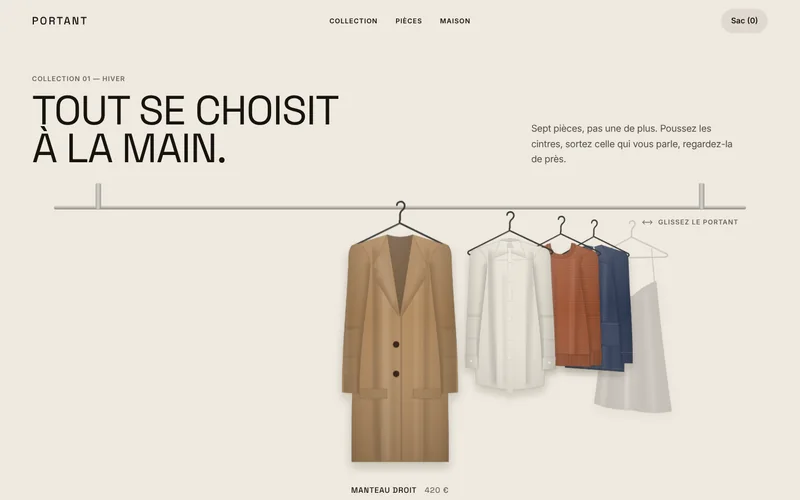 PORTANT
COLLECTION
PIÈCES
MAISON
Sac (0)
COLLECTION 01 — HIVER
TOUT SE CHOISIT
À LA MAIN.
Sept pièces, pas une de plus. Poussez les
cintres, sortez celle qui vous parle, regardez-la
de près.
GLISSEZ LE PORTANT
MANTEAU DROIT 420 €